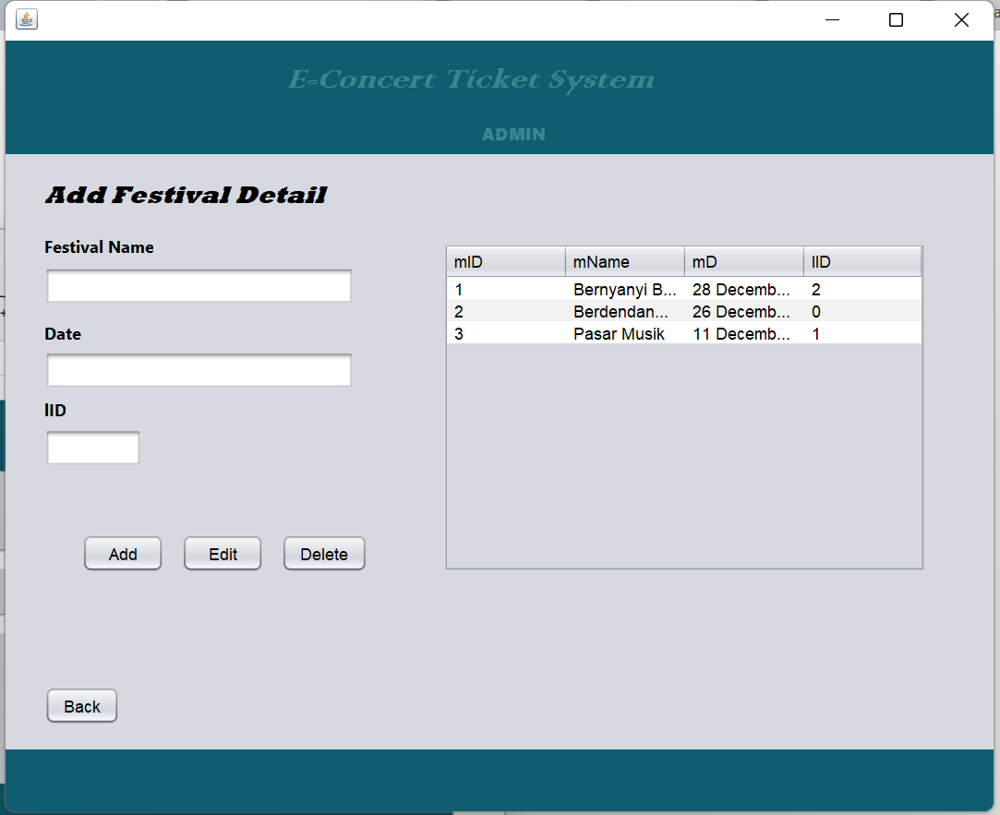 E-Concert Ticket System
ADMIN
Add Festival Detail
Festival Name
Date
lID
Add Edit Delete
Back
mID mName mD lID
1 Bernyanyi B... 28 Decemb... 2
2 Berdendan... 26 Decemb... 0
3 Pasar Musik 11 Decemb... 1